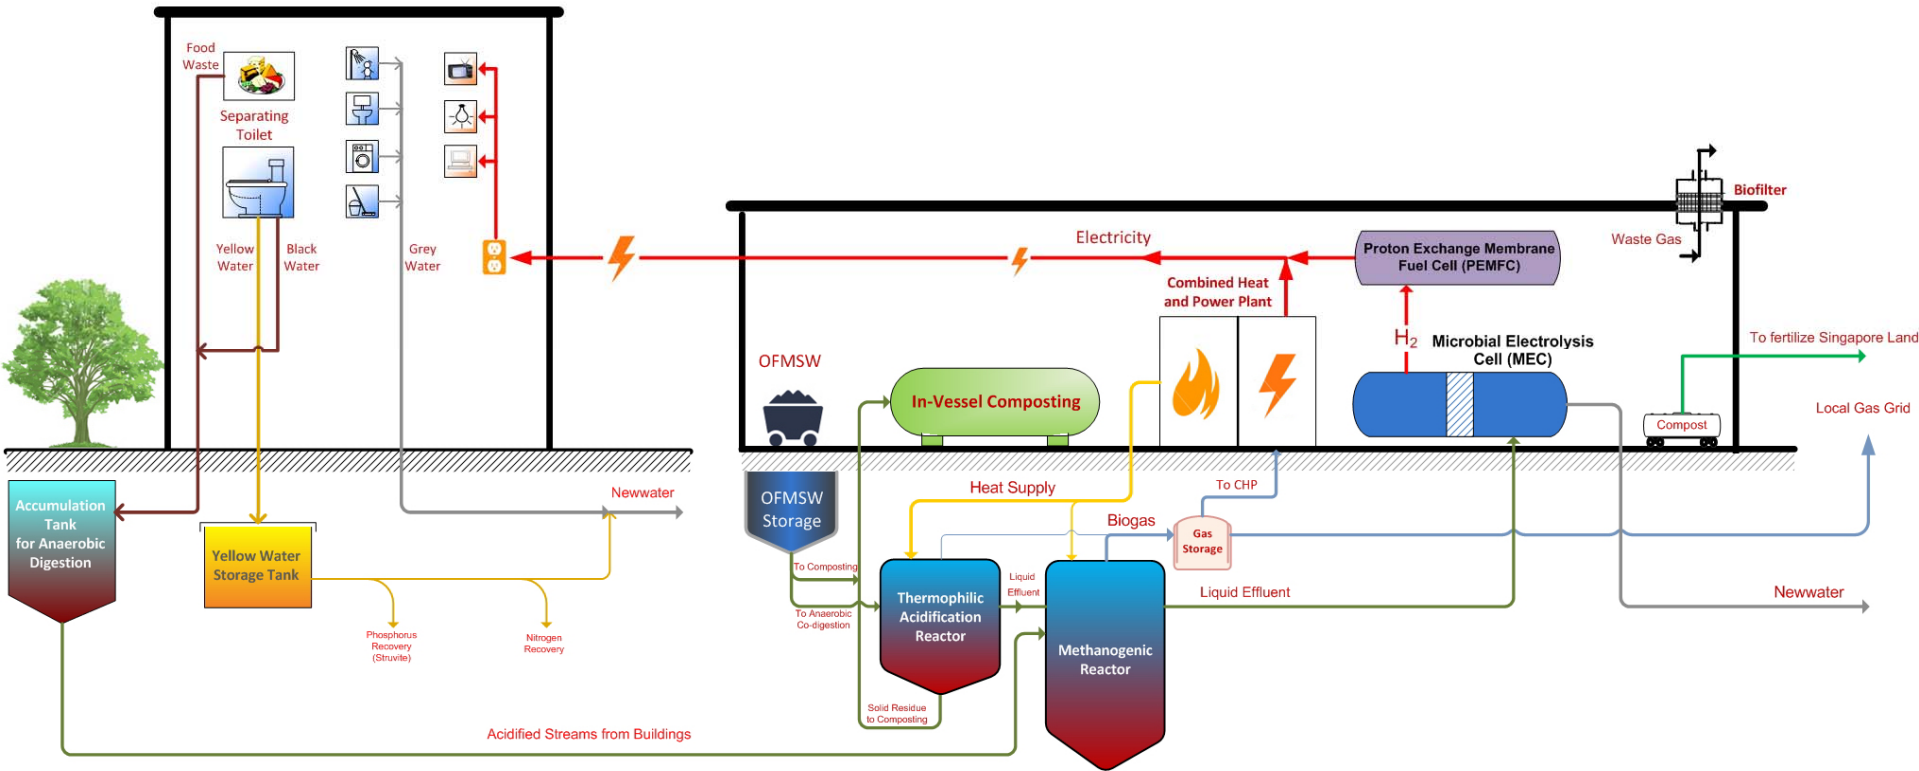 Food
Waste
Separating
Toilet
Yellow
Water
Black
Water
Grey
Water
Accumulation
Tank
for Anaerobic
Digestion
Yellow Water
Storage Tank
Newwater
Phosphorus
Recovery
(Struvite)
Nitrogen
Recovery
Acidified Streams from Buildings
Electricity
Proton Exchange Membrane
Fuel Cell (PEMFC)
Combined Heat
and Power Plant
H2
Microbial Electrolysis
Cell (MEC)
Biofilter
Waste Gas
OFMSW
In-Vessel Composting
Compost
To fertilize Singapore Land
Local Gas Grid
OFMSW
Storage
Heat Supply
To CHP
Biogas
Gas
Storage
To Composting
To Anaerobic
Co-digestion
Thermophilic
Acidification
Reactor
Liquid
Effluent
Methanogenic
Reactor
Liquid Effluent
Newwater
Solid Residue
to Composting